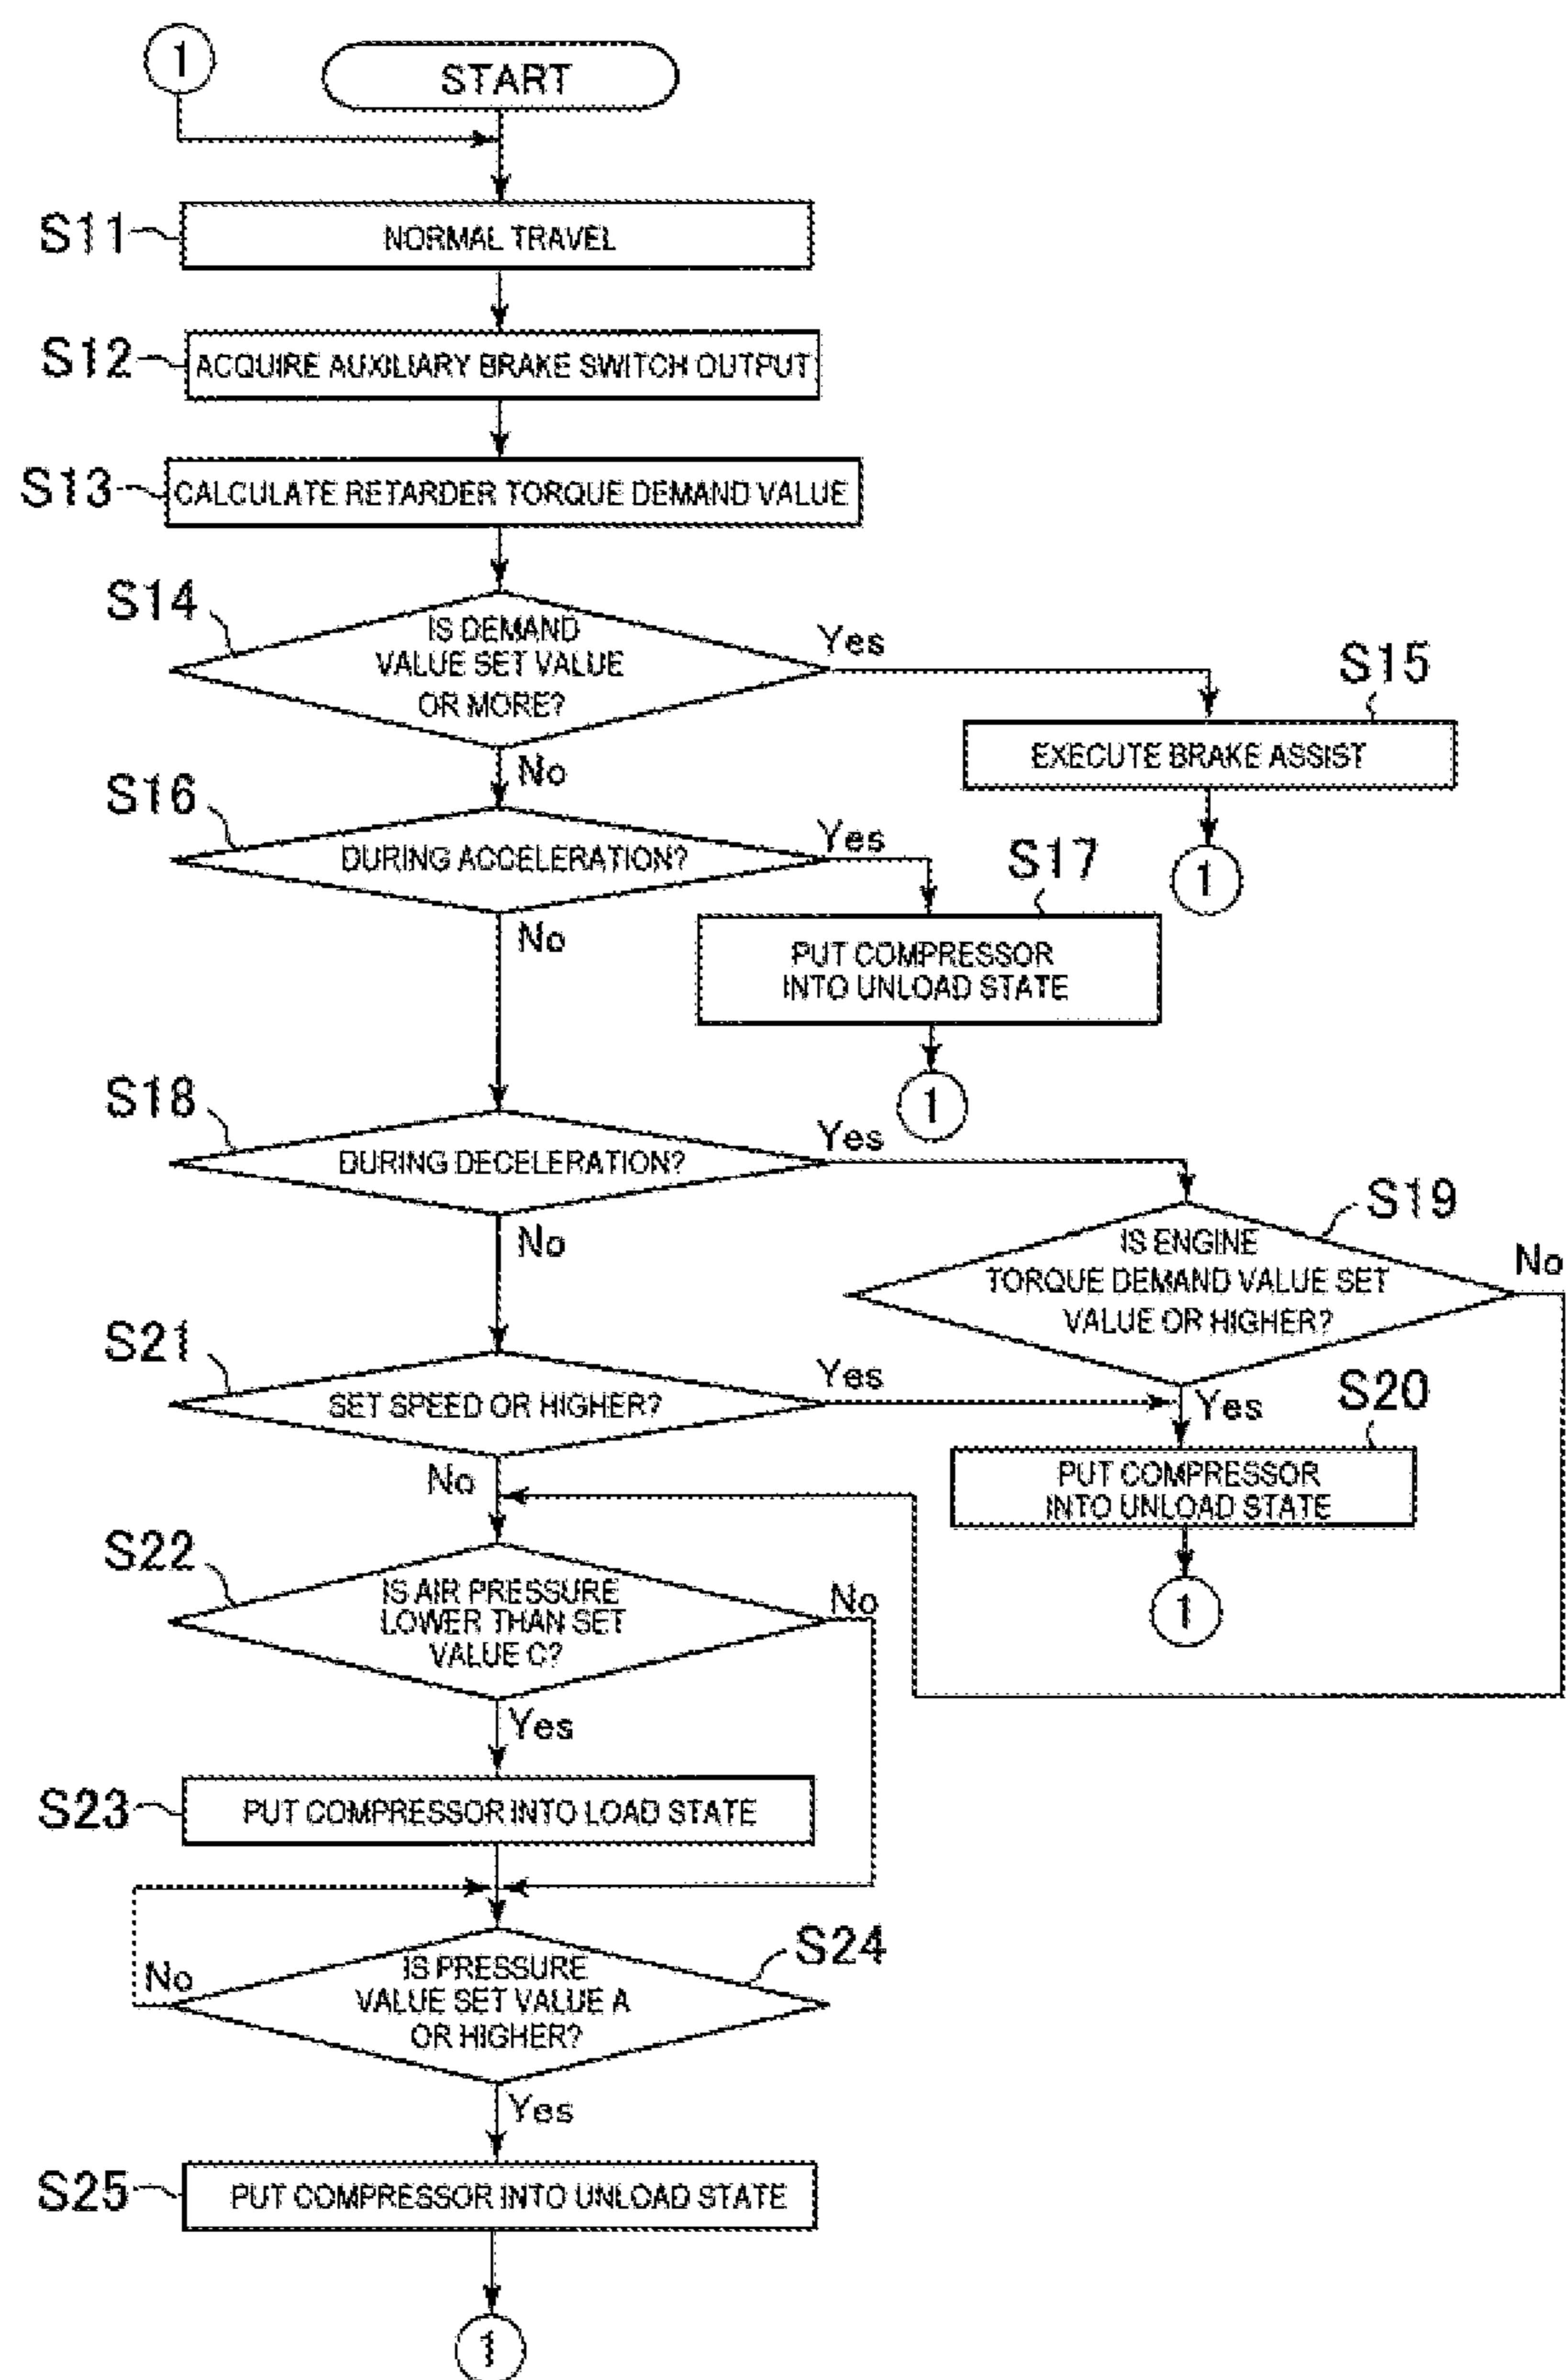 1
START
S11
NORMAL TRAVEL
S12
ACQUIRE AUXILIARY BRAKE SWITCH OUTPUT
S13
CALCULATE RETARDER TORQUE DEMAND VALUE
S14
IS DEMAND
VALUE SET VALUE
OR MORE?
Yes
No
S15
EXECUTE BRAKE ASSIST
1
S16
DURING ACCELERATION?
Yes
No
S17
PUT COMPRESSOR
INTO UNLOAD STATE
1
S18
DURING DECELERATION?
Yes
No
S19
IS ENGINE
TORQUE DEMAND VALUE SET
VALUE OR HIGHER?
No
Yes
S21
SET SPEED OR HIGHER?
Yes
No
S20
PUT COMPRESSOR
INTO UNLOAD STATE
1
S22
IS AIR PRESSURE
LOWER THAN SET
VALUE C?
No
Yes
S23
PUT COMPRESSOR INTO LOAD STATE
S24
IS PRESSURE
VALUE SET VALUE A
OR HIGHER?
No
Yes
S25
PUT COMPRESSOR INTO UNLOAD STATE
1